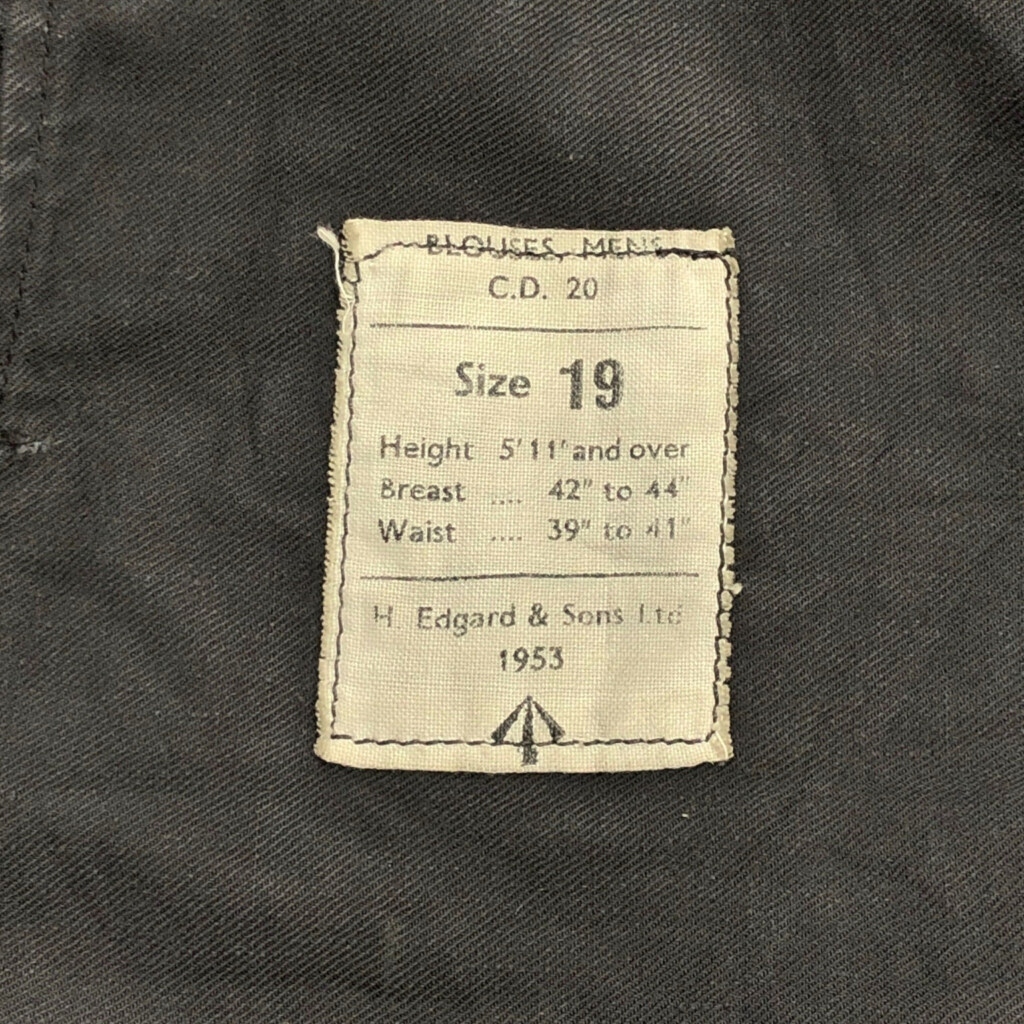 BLOUSES, MENS
C.D. 20
Size 19
Height 5' 11' and over
Breast .... 42" to 44"
Waist .... 39" to 41"
H. Edgard & Sons Ltd
1953